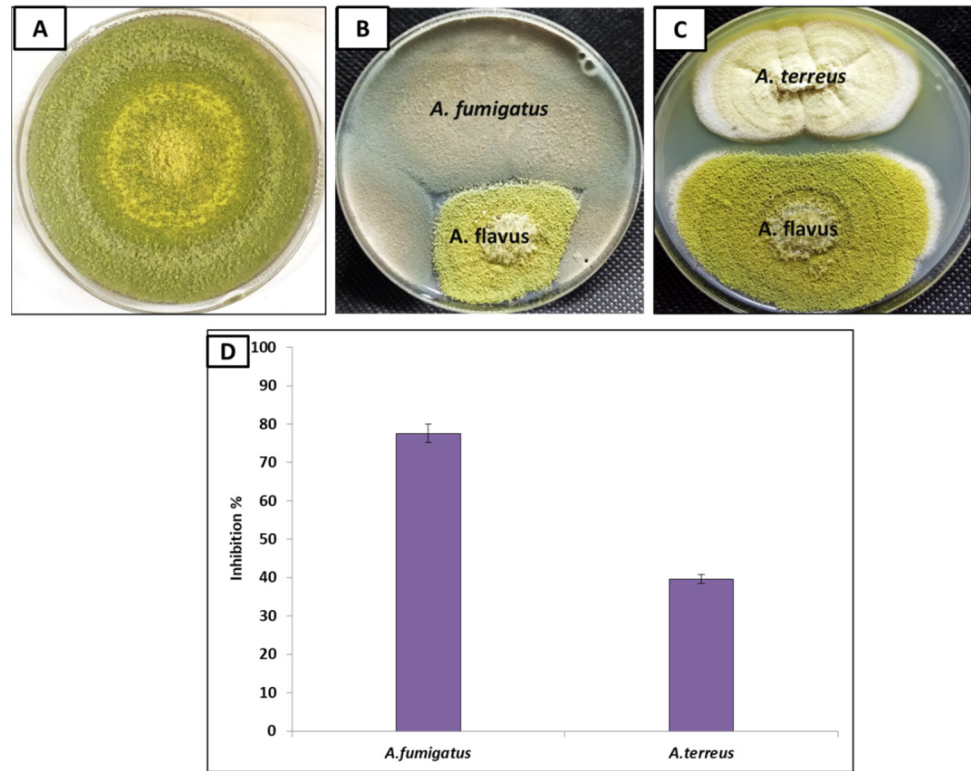 A
B
C
A. fumigatus
A. flavus
A. terreus
A. flavus
D
100
90
80
70
60
50
40
30
20
10
0
Inhibition %
A.fumigatus
A.terreus